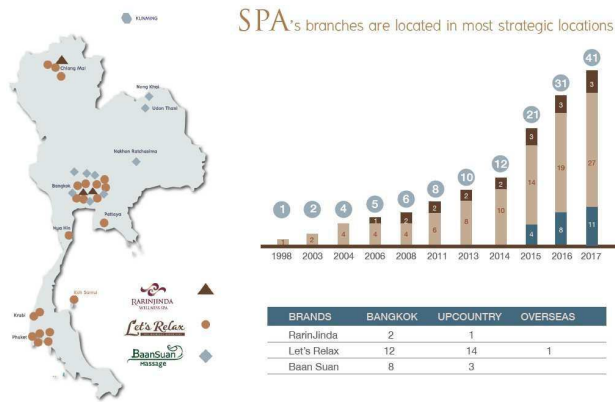 SPA's branches are located in most strategic locations
KUNMING
Chiang Mai
Nong Khai
Udon Thani
Nakhon Ratchasima
Bangkok
Pattaya
Hua Hin
Koh Samui
Krabi
Phuket
RARINJINDA
WELLNESS SPA
Let's Relax
BaanSuan
Massage
1 2 4 5 6 8 10 12 21 31 41
1 2 2 2 2 3 3 3
1 2 4 4 4 6 8 10 14 19 27
4 8 11
1998 2003 2004 2006 2008 2011 2013 2014 2015 2016 2017
BRANDS BANGKOK UPCOUNTRY OVERSEAS
RarinJinda 2 1
Let's Relax 12 14 1
Baan Suan 8 3